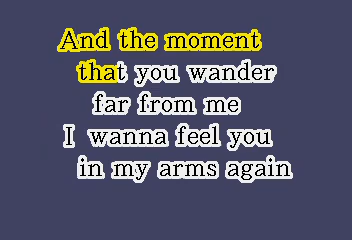 And the moment
that you wander
far from me
I wanna feel you
in my arms again